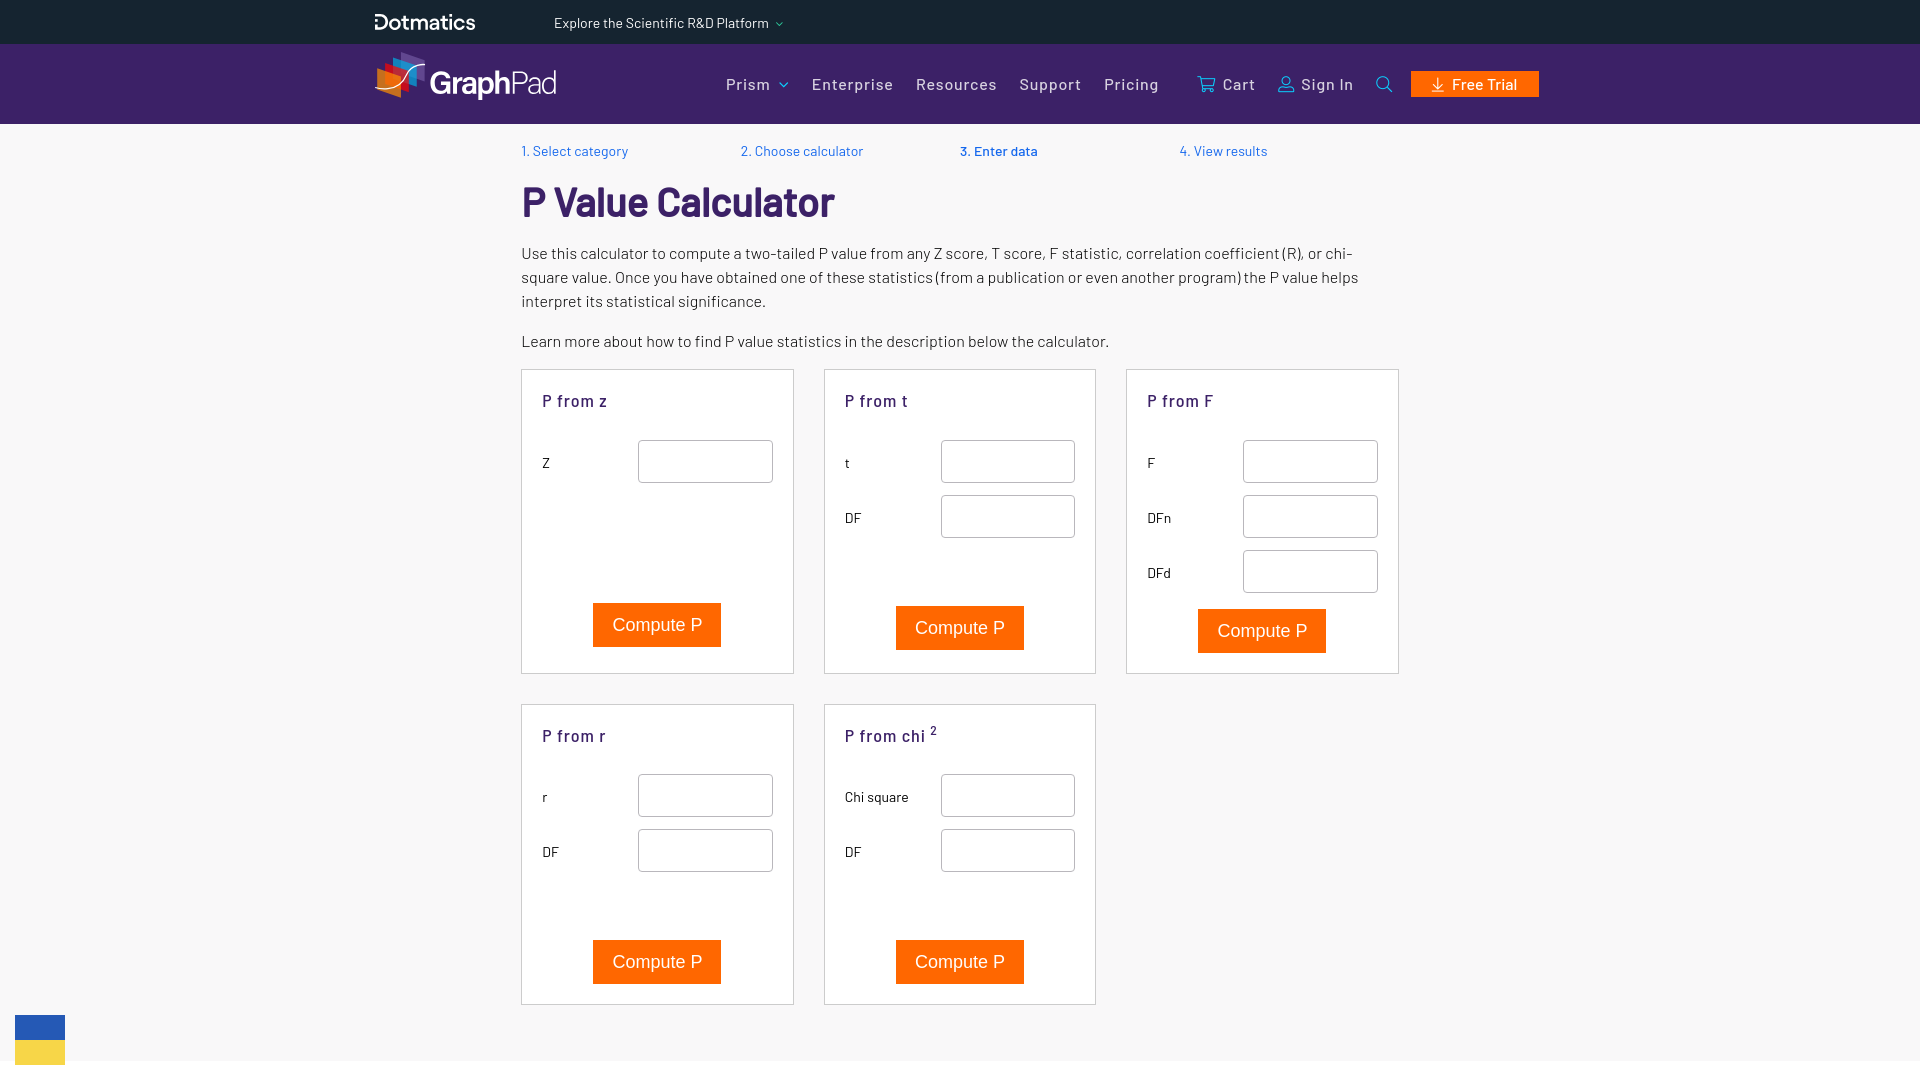 Dotmatics
Explore the Scientific R&D Platform
GraphPad
Prism
Enterprise
Resources
Support
Pricing
Cart
Sign In
Free Trial
1. Select category
2. Choose calculator
3. Enter data
4. View results
P Value Calculator
Use this calculator to compute a two-tailed P value from any Z score, T score, F statistic, correlation coefficient (R), or chi-
square value. Once you have obtained one of these statistics (from a publication or even another program) the P value helps
interpret its statistical significance.
Learn more about how to find P value statistics in the description below the calculator.
P from z
Z
Compute P
P from t
t
DF
Compute P
P from F
F
DFn
DFd
Compute P
P from r
r
DF
Compute P
P from chi 2
Chi square
DF
Compute P